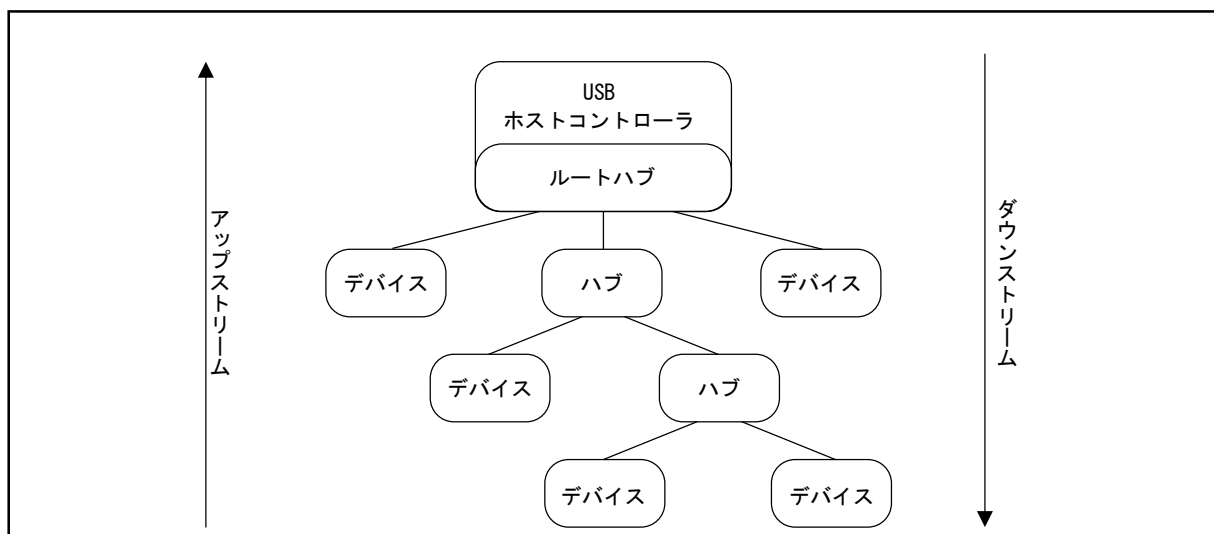 USB
ホストコントローラ
ルートハブ
アップストリーム
ダウンストリーム
デバイス
ハブ
デバイス
デバイス
ハブ
デバイス
デバイス